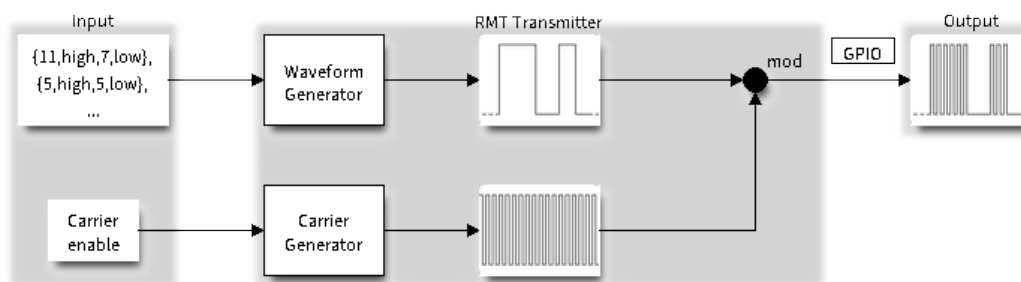 Input
RMT Transmitter
Output
{11,high,7,low},
{5,high,5,low},
...
Waveform
Generator
mod
GPIO
Carrier
enable
Carrier
Generator